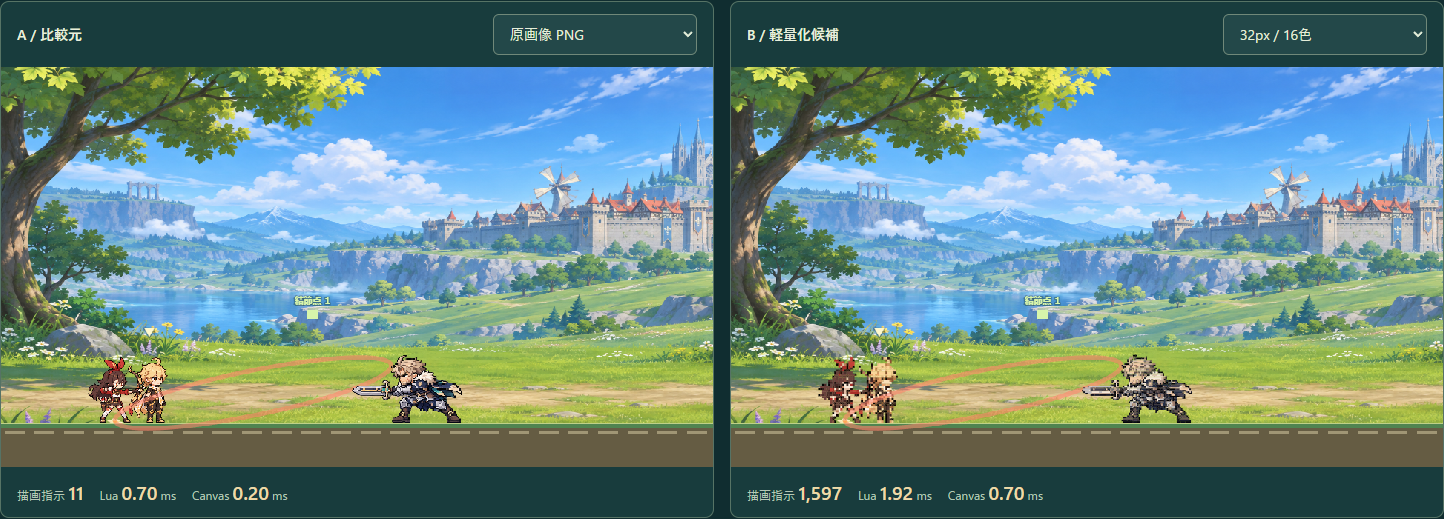 A / 比較元
原画像 PNG
描画指示 11 Lua 0.70 ms Canvas 0.20 ms
B / 軽量化候補
32px / 16色
描画指示 1,597 Lua 1.92 ms Canvas 0.70 ms